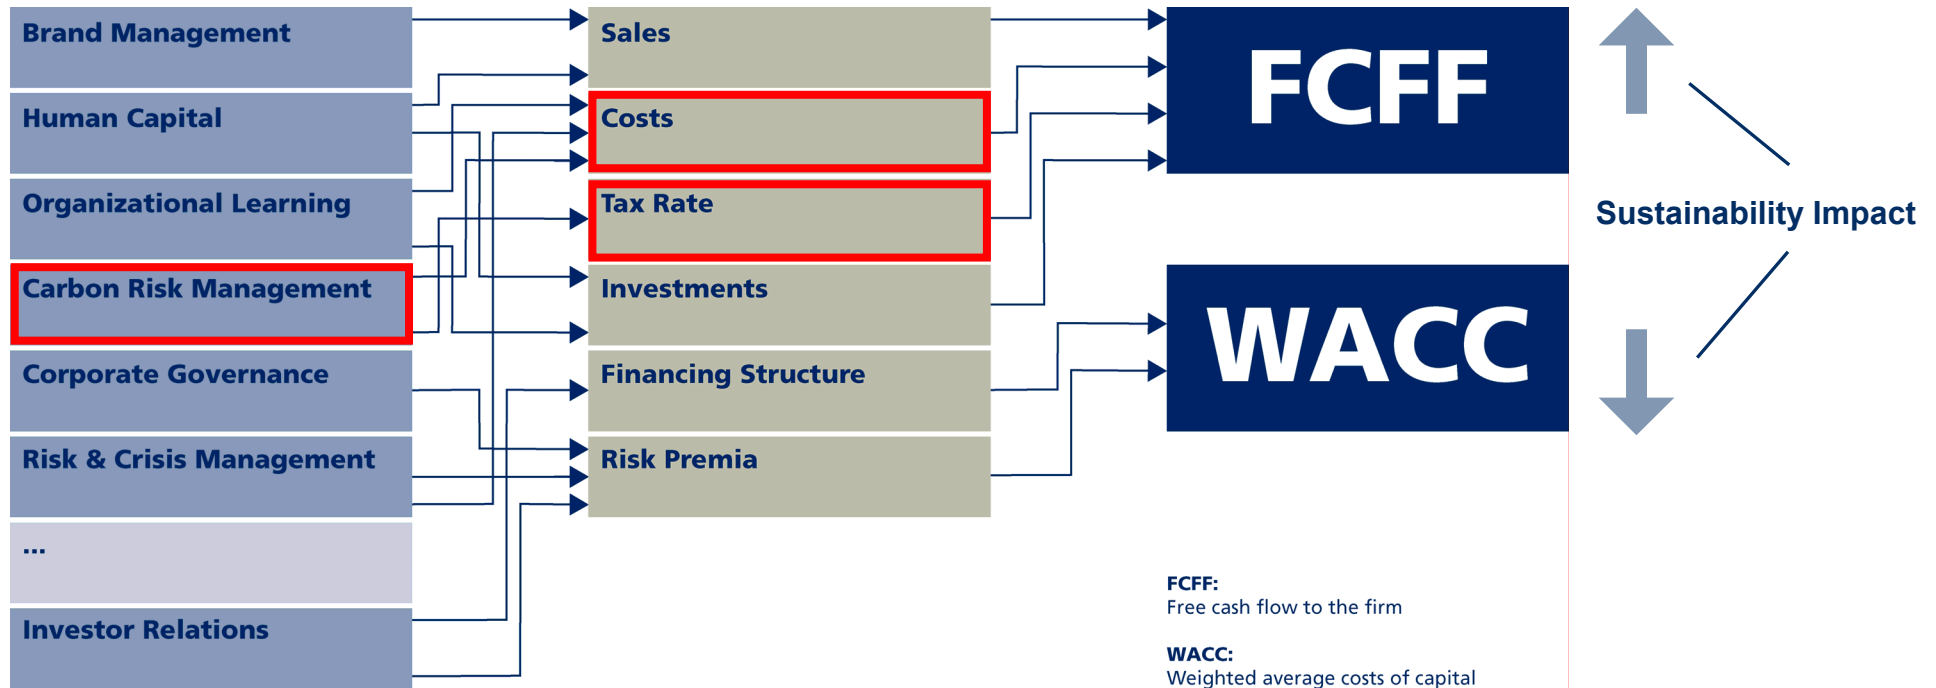 Brand Management
Human Capital
Organizational Learning
Carbon Risk Management
Corporate Governance
Risk & Crisis Management
...
Investor Relations
Sales
Costs
Tax Rate
Investments
Financing Structure
Risk Premia
FCFF
WACC
Sustainability Impact
FCFF:
Free cash flow to the firm
WACC:
Weighted average costs of capital